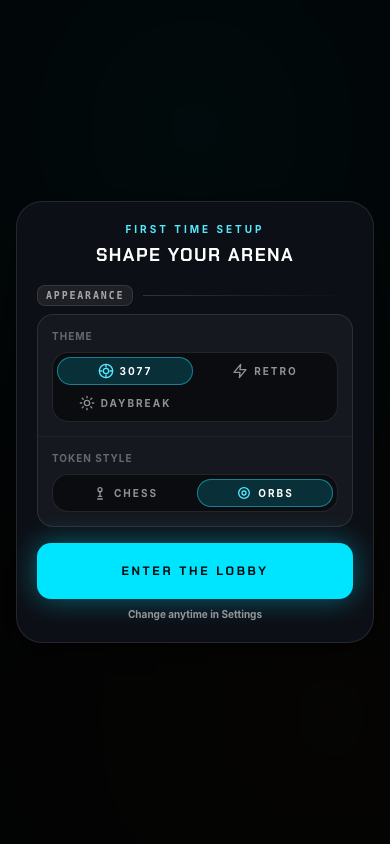 FIRST TIME SETUP
SHAPE YOUR ARENA
APPEARANCE
THEME
3077 RETRO
DAYBREAK
TOKEN STYLE
CHESS ORBS
ENTER THE LOBBY
Change anytime in Settings